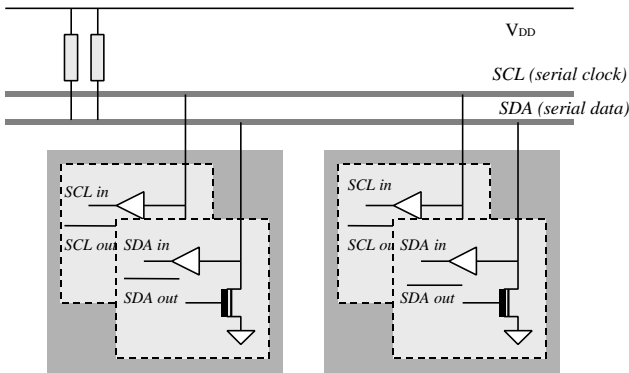 VDD
SCL (serial clock)
SDA (serial data)
SCL in
SCL out
SDA in
SDA out
SCL in
SCL out
SDA in
SDA out